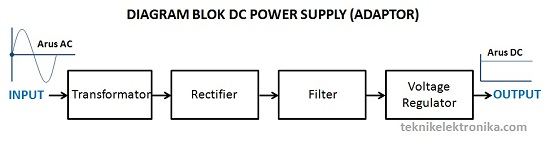 DIAGRAM BLOK DC POWER SUPPLY (ADAPTOR)
Arus AC
Arus DC
INPUT
Transformator
Rectifier
Filter
Voltage
Regulator
OUTPUT
teknikelektronika.com